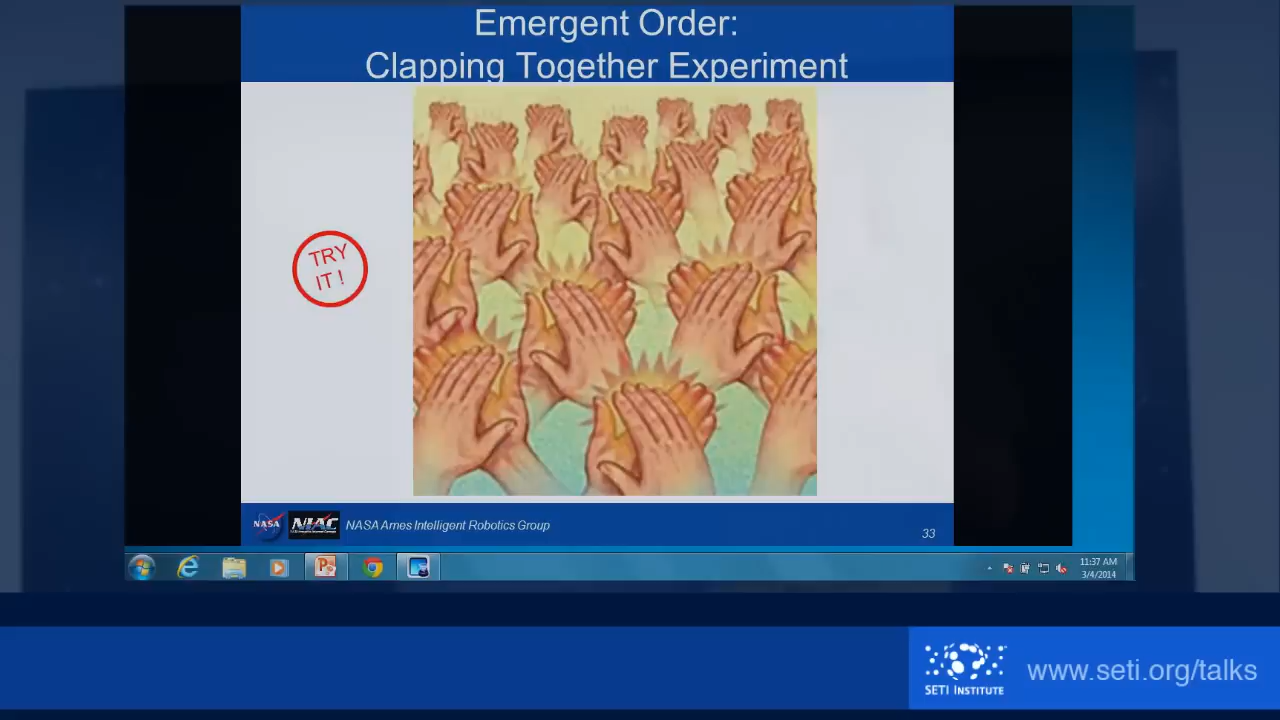 Emergent Order:
Clapping Together Experiment
TRY
IT !
NASA
NIAC
NASA Ames Intelligent Robotics Group
33
11:37 AM
3/4/2014
SETI INSTITUTE
www.seti.org/talks